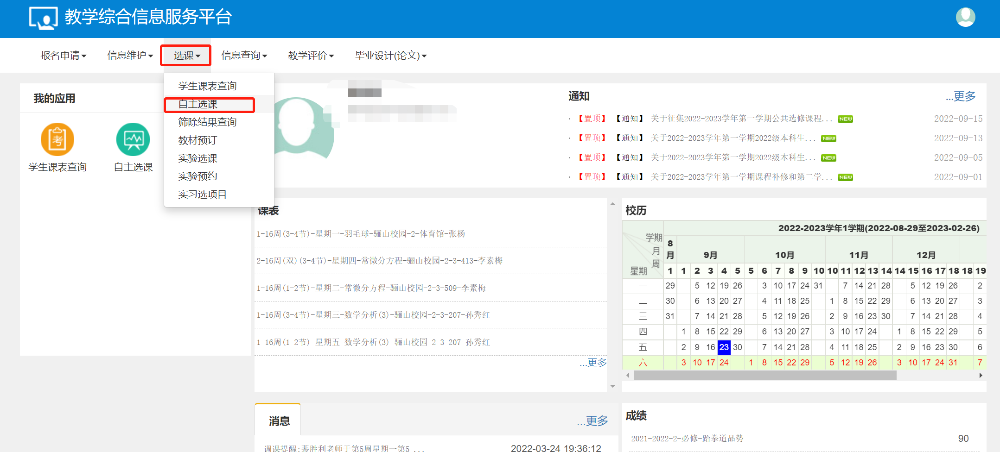 教学综合信息服务平台
报名申请 信息维护 选课 信息查询 教学评价 毕业设计(论文)
学生课表查询
自主选课
筛除结果查询
教材预订
实验选课
实验预约
实习选项目
我的应用
学生课表查询 自主选课
通知 ...更多
· 【置顶】 【通知】 关于征集2022-2023学年第一学期公共选修课程... NEW 2022-09-15
· 【置顶】 【通知】 关于2022-2023学年第一学期2022级本科生... NEW 2022-09-13
· 【置顶】 【通知】 关于2022-2023学年第一学期2022级本科生... NEW 2022-09-05
· 【置顶】 【通知】 关于2022-2023学年第一学期课程补修和第二学... NEW 2022-09-01
课表
1-16周(3-4节)-星期一-羽毛球-骊山校园-2-体育馆-张杨
2-16周(双)(3-4节)-星期四-常微分方程-骊山校园-2-3-413-李素梅
1-16周(1-2节)-星期二-常微分方程-骊山校园-2-3-509-李素梅
1-16周(3-4节)-星期三-数学分析(3)-骊山校园-2-3-207-孙秀红
1-16周(1-2节)-星期五-数学分析(3)-骊山校园-2-3-207-孙秀红
...更多
校历
2022-2023学年1学期(2022-08-29至2023-02-26)
学期 月 周 星期
8月 9月 10月 11月 12月
1 1 2 3 4 5 5 6 7 8 9 10 10 11 12 13 14 14 15 16 17 18 18 19
一 29 5 12 19 26 3 10 17 24 31 7 14 21 28 5 12 19 26 2
二 30 6 13 20 27 4 11 18 25 1 8 15 22 29 6 13 20 27 3
三 31 7 14 21 28 5 12 19 26 2 9 16 23 30 7 14 21 28 4
四 1 8 15 22 29 6 13 20 27 3 10 17 24 1 8 15 22 29 5
五 2 9 16 23 30 7 14 21 28 4 11 18 25 2 9 16 23 30 6
六 3 10 17 24 1 8 15 22 29 5 12 19 26 3 10 17 24 31 7
消息 ...更多
调课提醒:裴胜利老师于第5周星期一第5-... 2022-03-24 19:36:12
成绩
2021-2022-2-必修-跆拳道品势 90